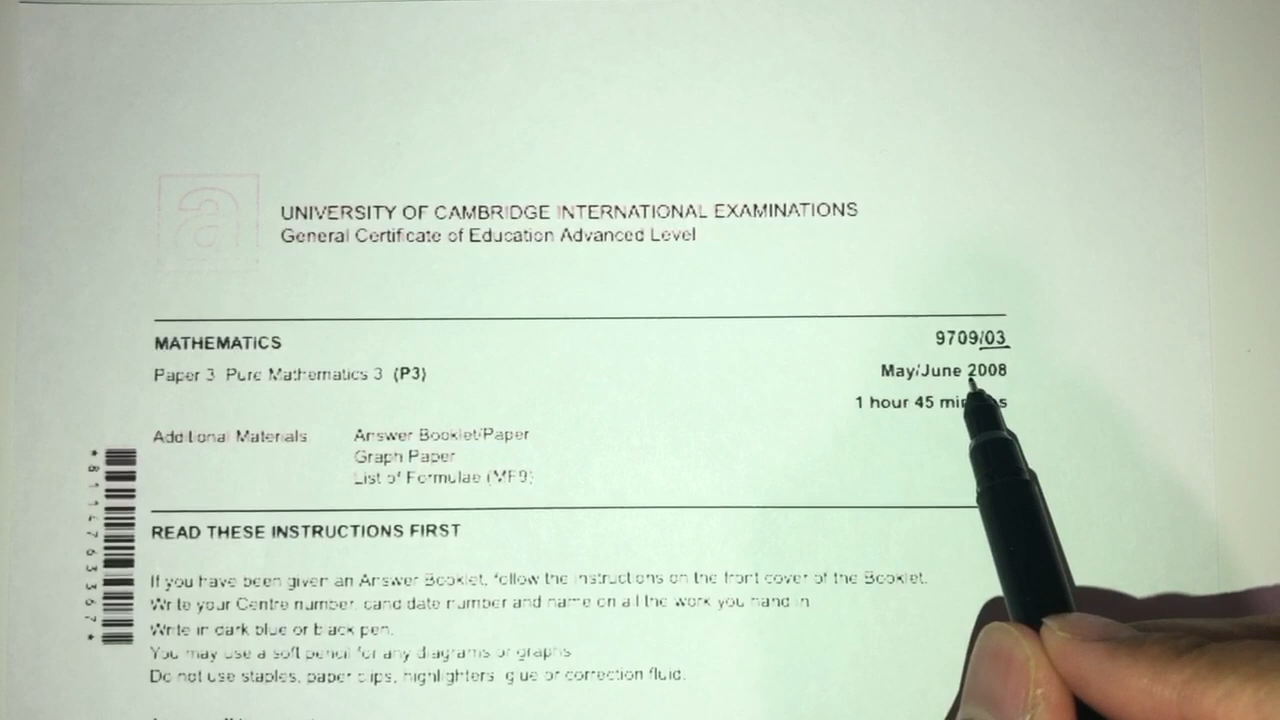 a
UNIVERSITY OF CAMBRIDGE INTERNATIONAL EXAMINATIONS
General Certificate of Education Advanced Level
MATHEMATICS 9709/03
Paper 3 Pure Mathematics 3 (P3) May/June 2008
1 hour 45
Additional Materials Answer Booklet/Paper
Graph Paper
List of Formulae (MF9)
READ THESE INSTRUCTIONS FIRST
If you have been given an Answer Booklet, follow the instructions on the front cover of the Booklet.
Write your Centre number, candidate number and name on all the work you hand in
Write in dark blue or black pen.
You may use a soft pencil for any diagrams or graphs
Do not use staples, paper clips, highlighters, glue or correction fluid.
*8114763367*